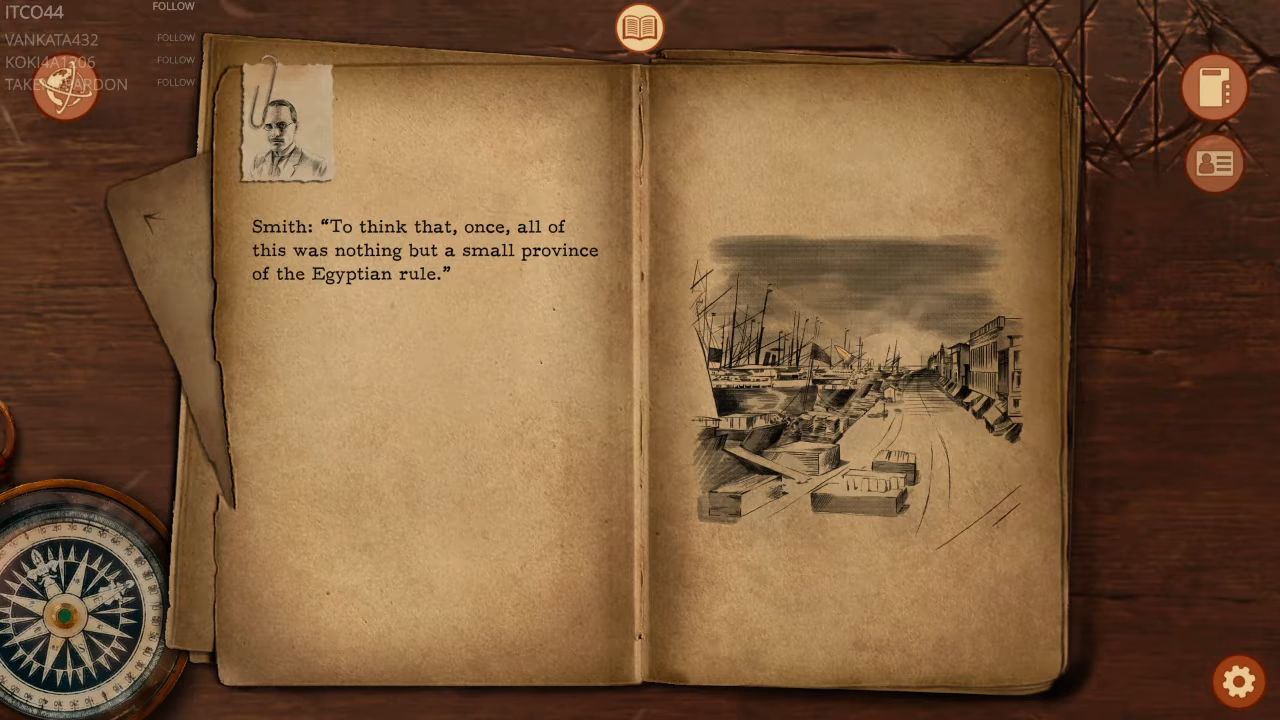 ITCO44 FOLLOW
VANKATA432 FOLLOW
FOLLOW
FOLLOW
Smith: “To think that, once, all of
this was nothing but a small province
of the Egyptian rule.”